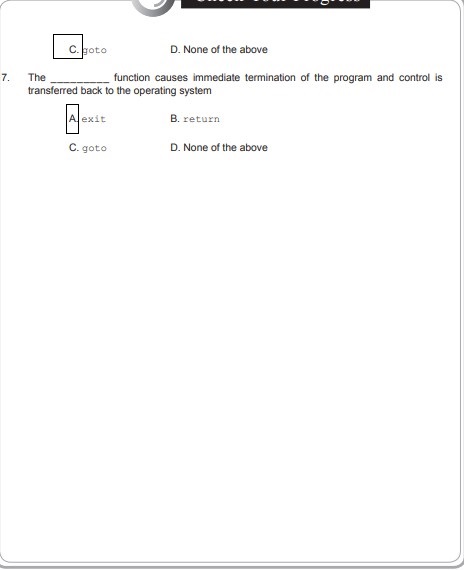 C. goto D. None of the above
7. The _________ function causes immediate termination of the program and control is
transferred back to the operating system
A. exit B. return
C. goto D. None of the above